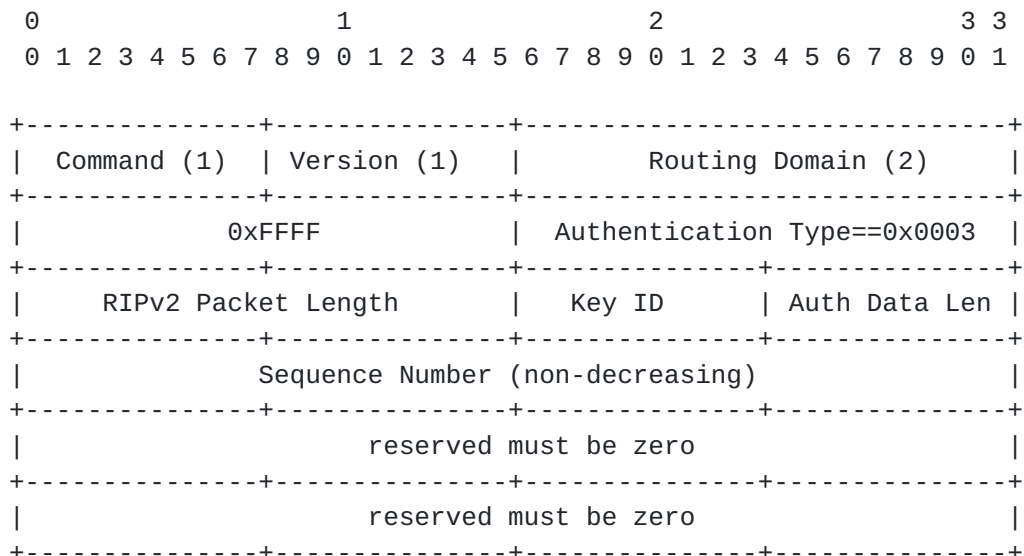 0                   1                   2                   3 3
0 1 2 3 4 5 6 7 8 9 0 1 2 3 4 5 6 7 8 9 0 1 2 3 4 5 6 7 8 9 0 1
+---------------+---------------+-------------------------------+
|  Command (1)  | Version (1)   |        Routing Domain (2)     |
+---------------+---------------+-------------------------------+
|             0xFFFF            |  Authentication Type==0x0003  |
+---------------+---------------+---------------+---------------+
|     RIPv2 Packet Length       |   Key ID      | Auth Data Len |
+---------------+---------------+---------------+---------------+
|               Sequence Number (non-decreasing)                |
+---------------+---------------+---------------+---------------+
|                      reserved must be zero                    |
+---------------+---------------+---------------+---------------+
|                      reserved must be zero                    |
+---------------+---------------+---------------+---------------+